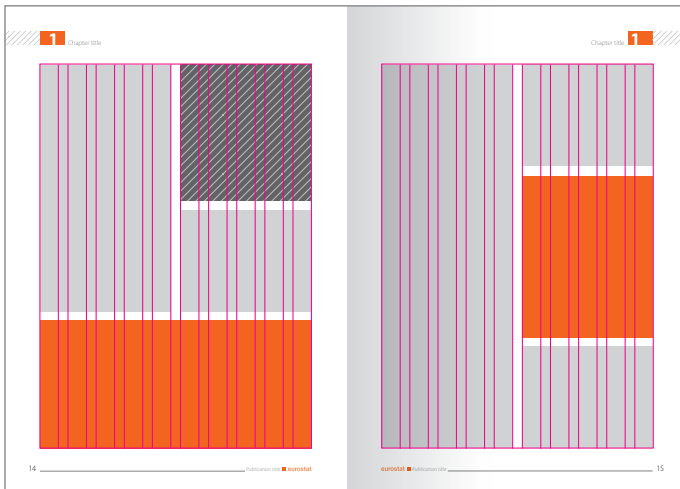 1 Chapter title
Chapter title 1
14 Publication title eurostat
eurostat Publication title 15